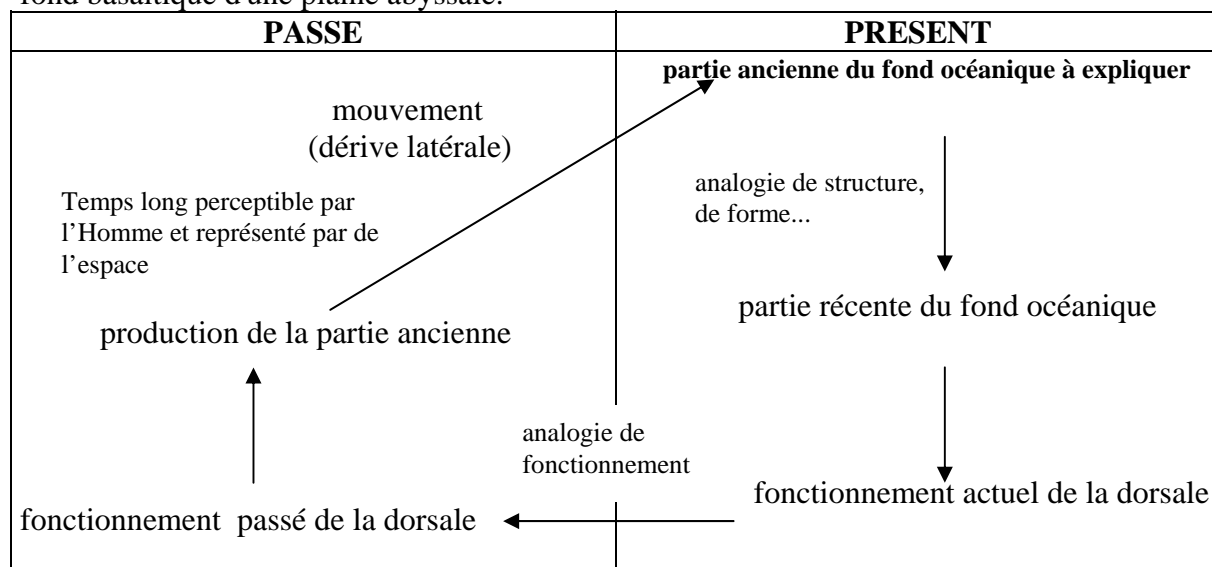 fond basaltique d'une plaine abyssale.
PASSE
PRESENT
partie ancienne du fond océanique à expliquer
mouvement
(dérive latérale)
analogie de structure,
de forme...
Temps long perceptible par
l'Homme et représenté par de
l'espace
partie récente du fond océanique
production de la partie ancienne
analogie de
fonctionnement
fonctionnement actuel de la dorsale
fonctionnement passé de la dorsale